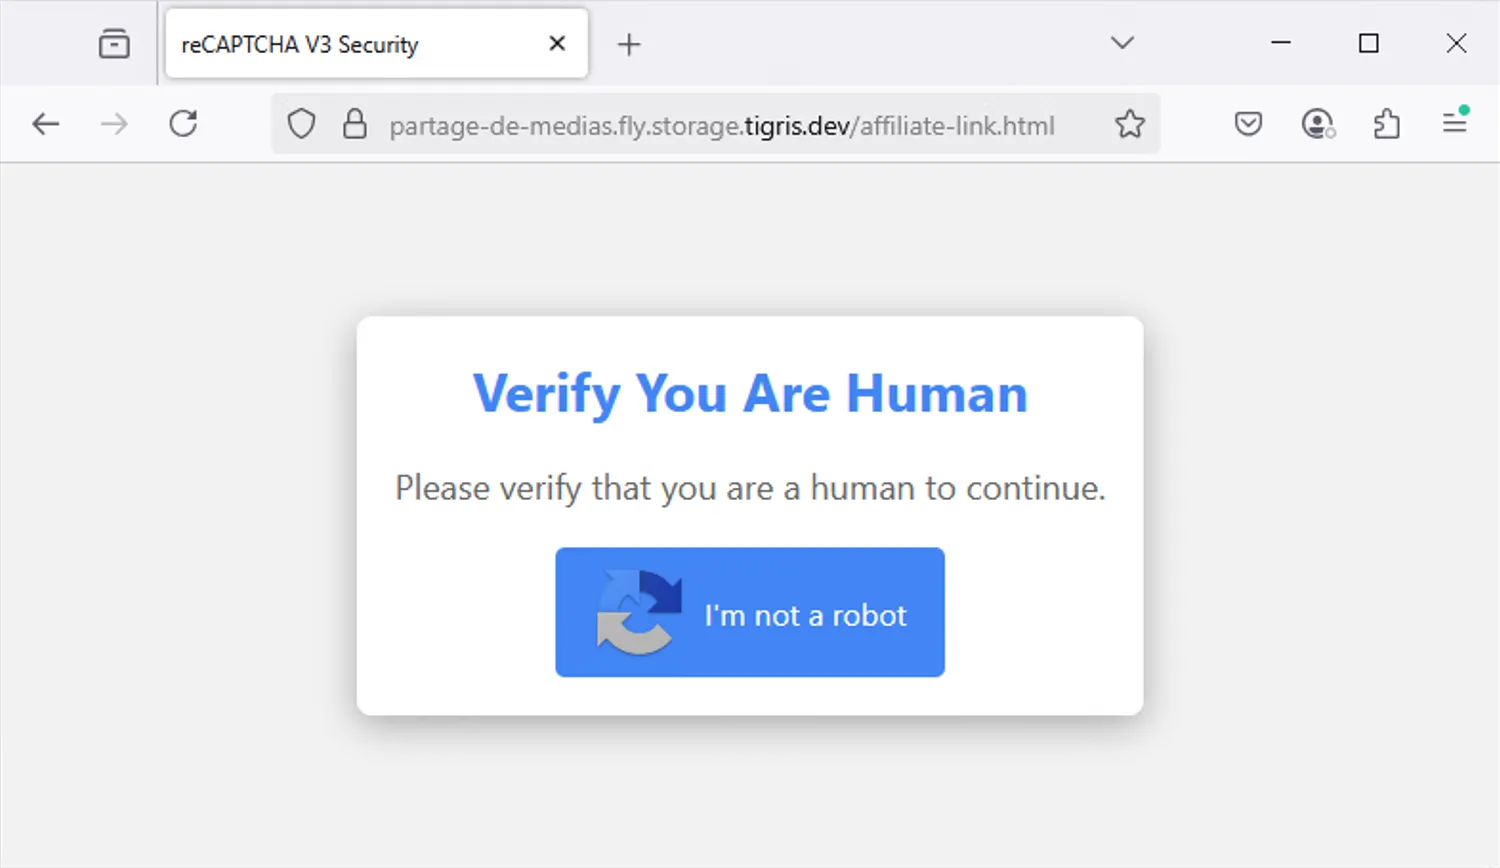 reCAPTCHA V3 Security
partage-de-medias.fly.storage.tigris.dev/affiliate-link.html
Verify You Are Human
Please verify that you are a human to continue.
I'm not a robot